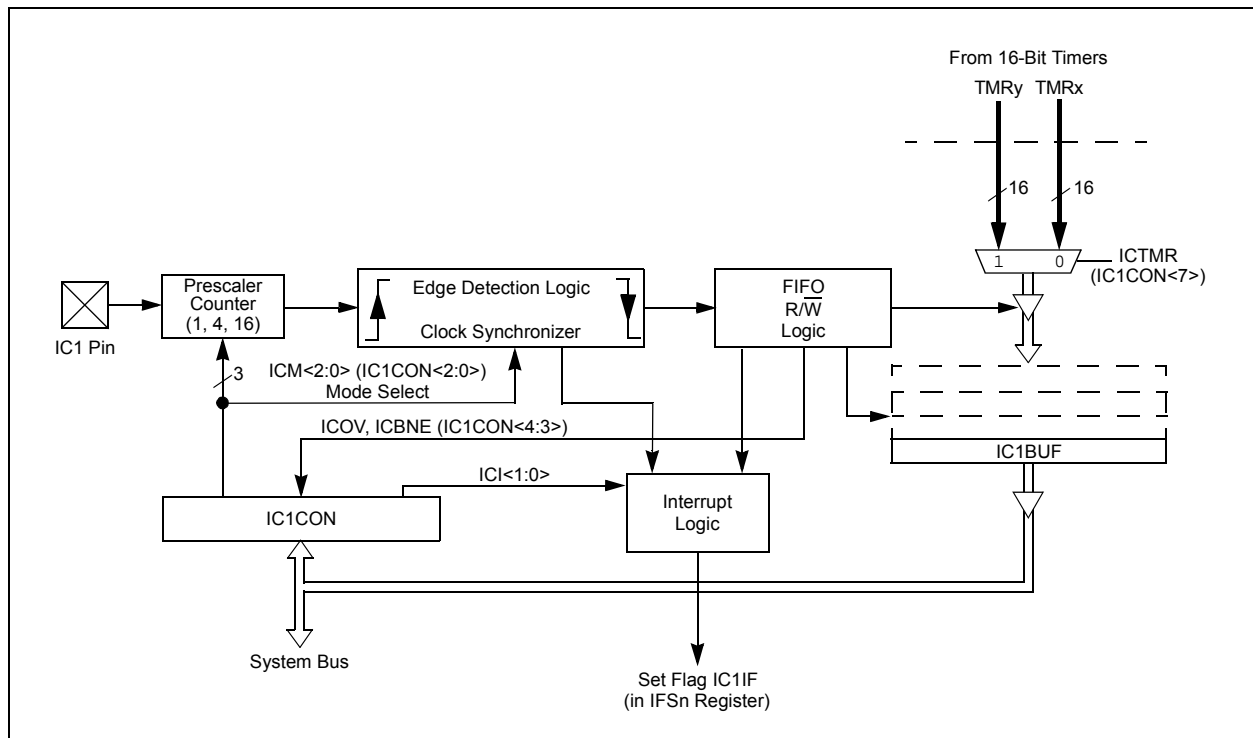 From 16-Bit Timers
TMRy TMRx
16 16
1 0
ICTMR
(IC1CON<7>)
Prescaler
Counter
(1, 4, 16)
IC1 Pin
Edge Detection Logic
Clock Synchronizer
FIFO
R/W̅
Logic
3
ICM<2:0> (IC1CON<2:0>)
Mode Select
ICOV, ICBNE (IC1CON<4:3>)
IC1BUF
ICI<1:0>
IC1CON
Interrupt
Logic
System Bus
Set Flag IC1IF
(in IFSn Register)